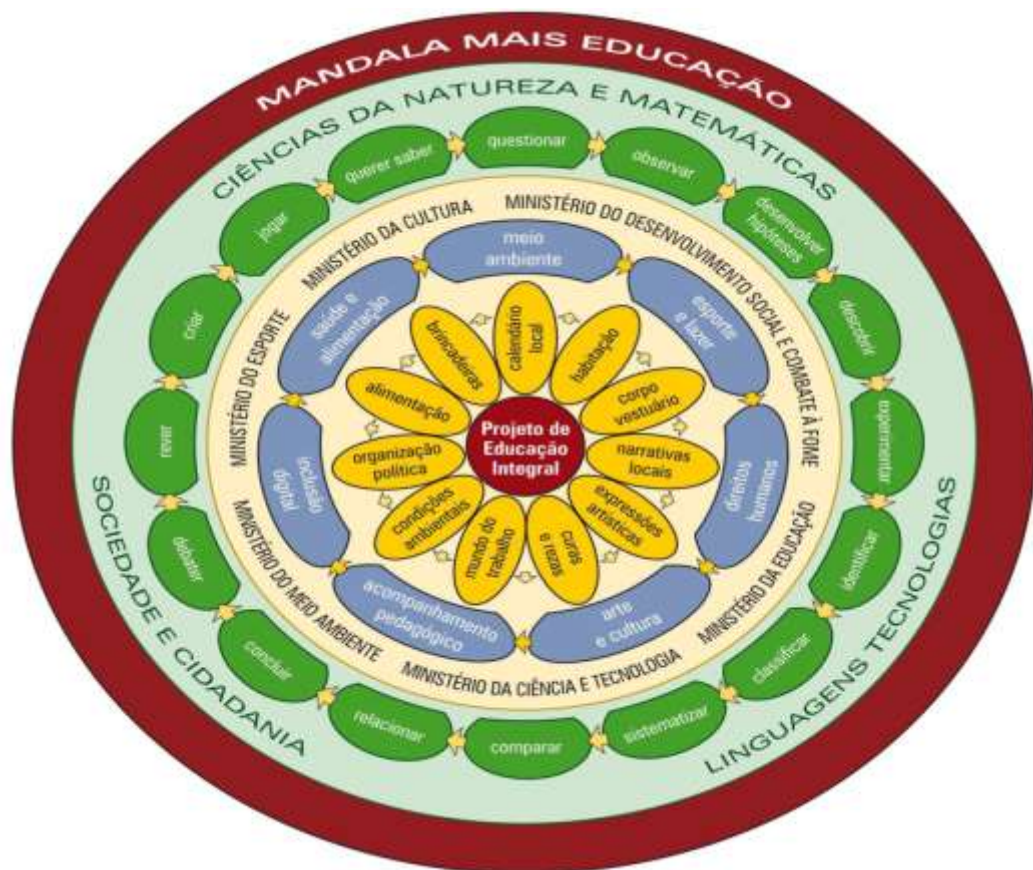 MANDALA MAIS EDUCAÇÃO
CIÊNCIAS DA NATUREZA E MATEMÁTICAS
LINGUAGENS TECNOLOGIAS
SOCIEDADE E CIDADANIA
questionar
observar
desenvolver
hipóteses
descobrir
experimentar
identificar
classificar
sistematizar
comparar
relacionar
concluir
debater
rever
criar
jogar
querer saber
MINISTÉRIO DA CULTURA
MINISTÉRIO DO DESENVOLVIMENTO SOCIAL E COMBATE À FOME
MINISTÉRIO DA EDUCAÇÃO
MINISTÉRIO DA CIÊNCIA E TECNOLOGIA
MINISTÉRIO DO MEIO AMBIENTE
MINISTÉRIO DO ESPORTE
meio
ambiente
esporte
e lazer
direitos
humanos
arte
e cultura
acompanhamento
pedagógico
inclusão
digital
saúde e
alimentação
calendário
local
habitação
corpo
vestuário
narrativas
locais
expressões
artísticas
curas
e rezas
mundo do
trabalho
condições
ambientais
organização
política
alimentação
brincadeiras
Projeto de
Educação
Integral